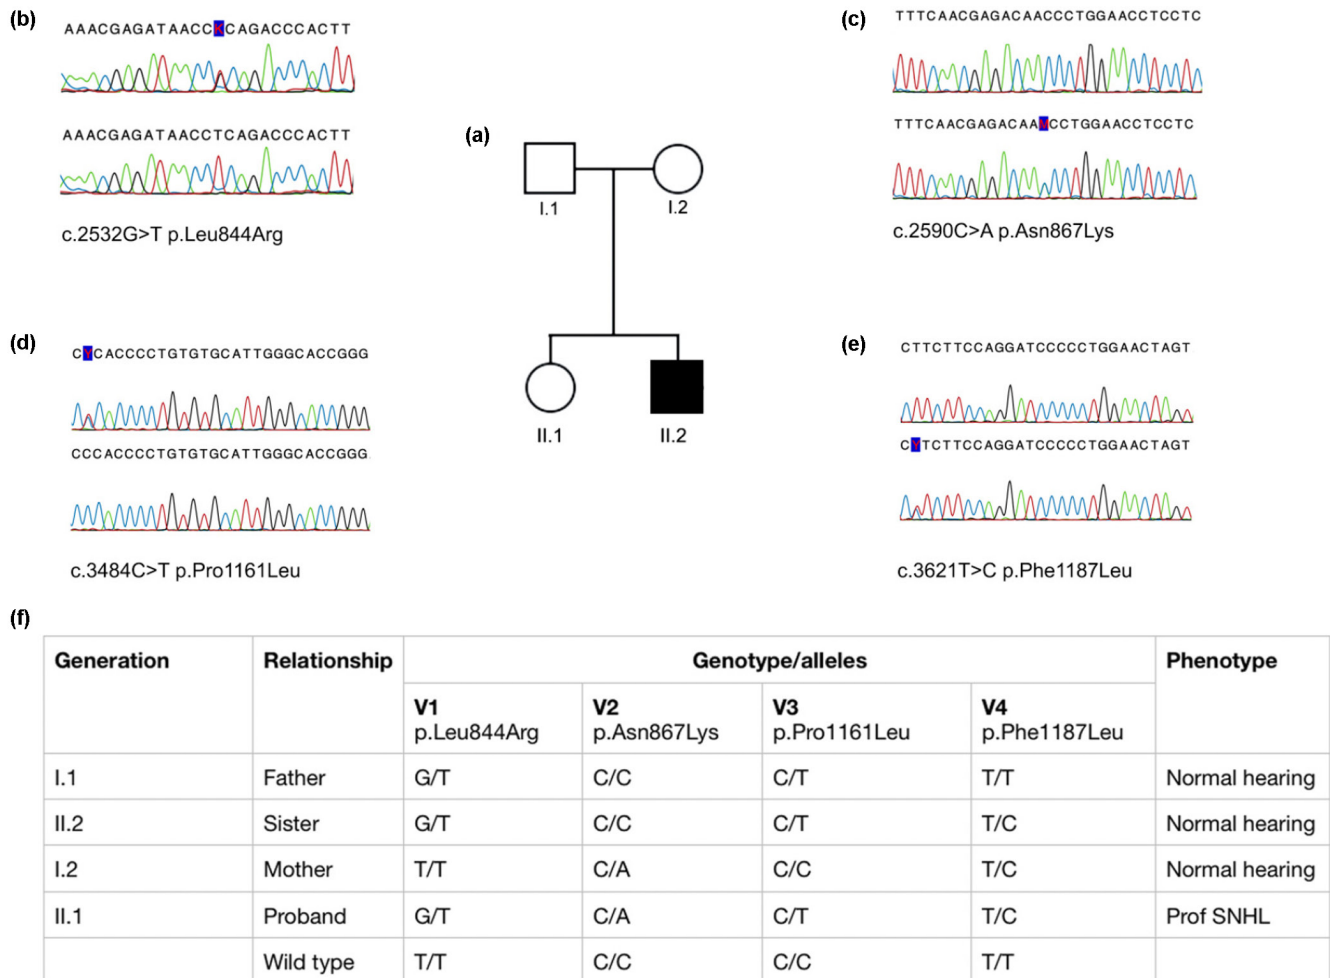 (b)
AAACGAGATAACCKCAGACCCACTT
AAACGAGATAACCTCAGACCCACTT
c.2532G>T p.Leu844Arg
(a)
I.1
I.2
II.1
II.2
(c)
TTTCAACGAGACAACCCTGGAACCTCCTC
TTTCAACGAGACAAMCCTGGAACCTCCTC
c.2590C>A p.Asn867Lys
(d)
CYCACCCCTGTGTGCATTGGGCACCGGG
CCCACCCCTGTGTGCATTGGGCACCGGG
c.3484C>T p.Pro1161Leu
(e)
CTTCTTCCAGGATCCCCCTGGAACTAGT
CYTCTTCCAGGATCCCCCTGGAACTAGT
c.3621T>C p.Phe1187Leu
(f)
Generation Relationship Genotype/alleles Phenotype
V1 V2 V3 V4
p.Leu844Arg p.Asn867Lys p.Pro1161Leu p.Phe1187Leu
I.1 Father G/T C/C C/T T/T Normal hearing
II.2 Sister G/T C/C C/T T/C Normal hearing
I.2 Mother T/T C/A C/C T/C Normal hearing
II.1 Proband G/T C/A C/T T/C Prof SNHL
Wild type T/T C/C C/C T/T